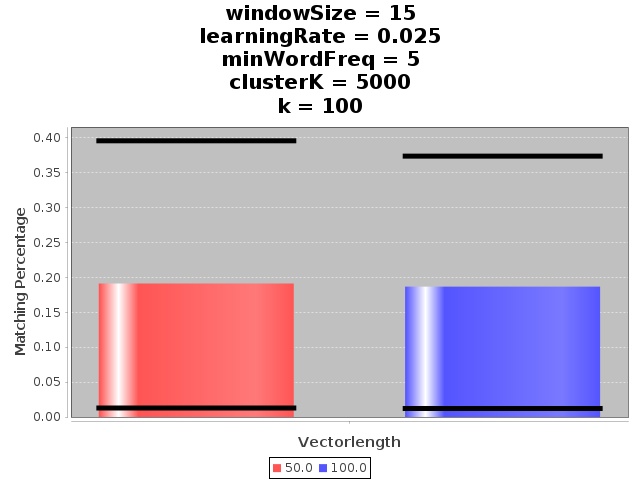 windowSize = 15
learningRate = 0.025
minWordFreq = 5
clusterK = 5000
k = 100
Matching Percentage
0.40
0.35
0.30
0.25
0.20
0.15
0.10
0.05
0.00
Vectorlength
50.0 100.0